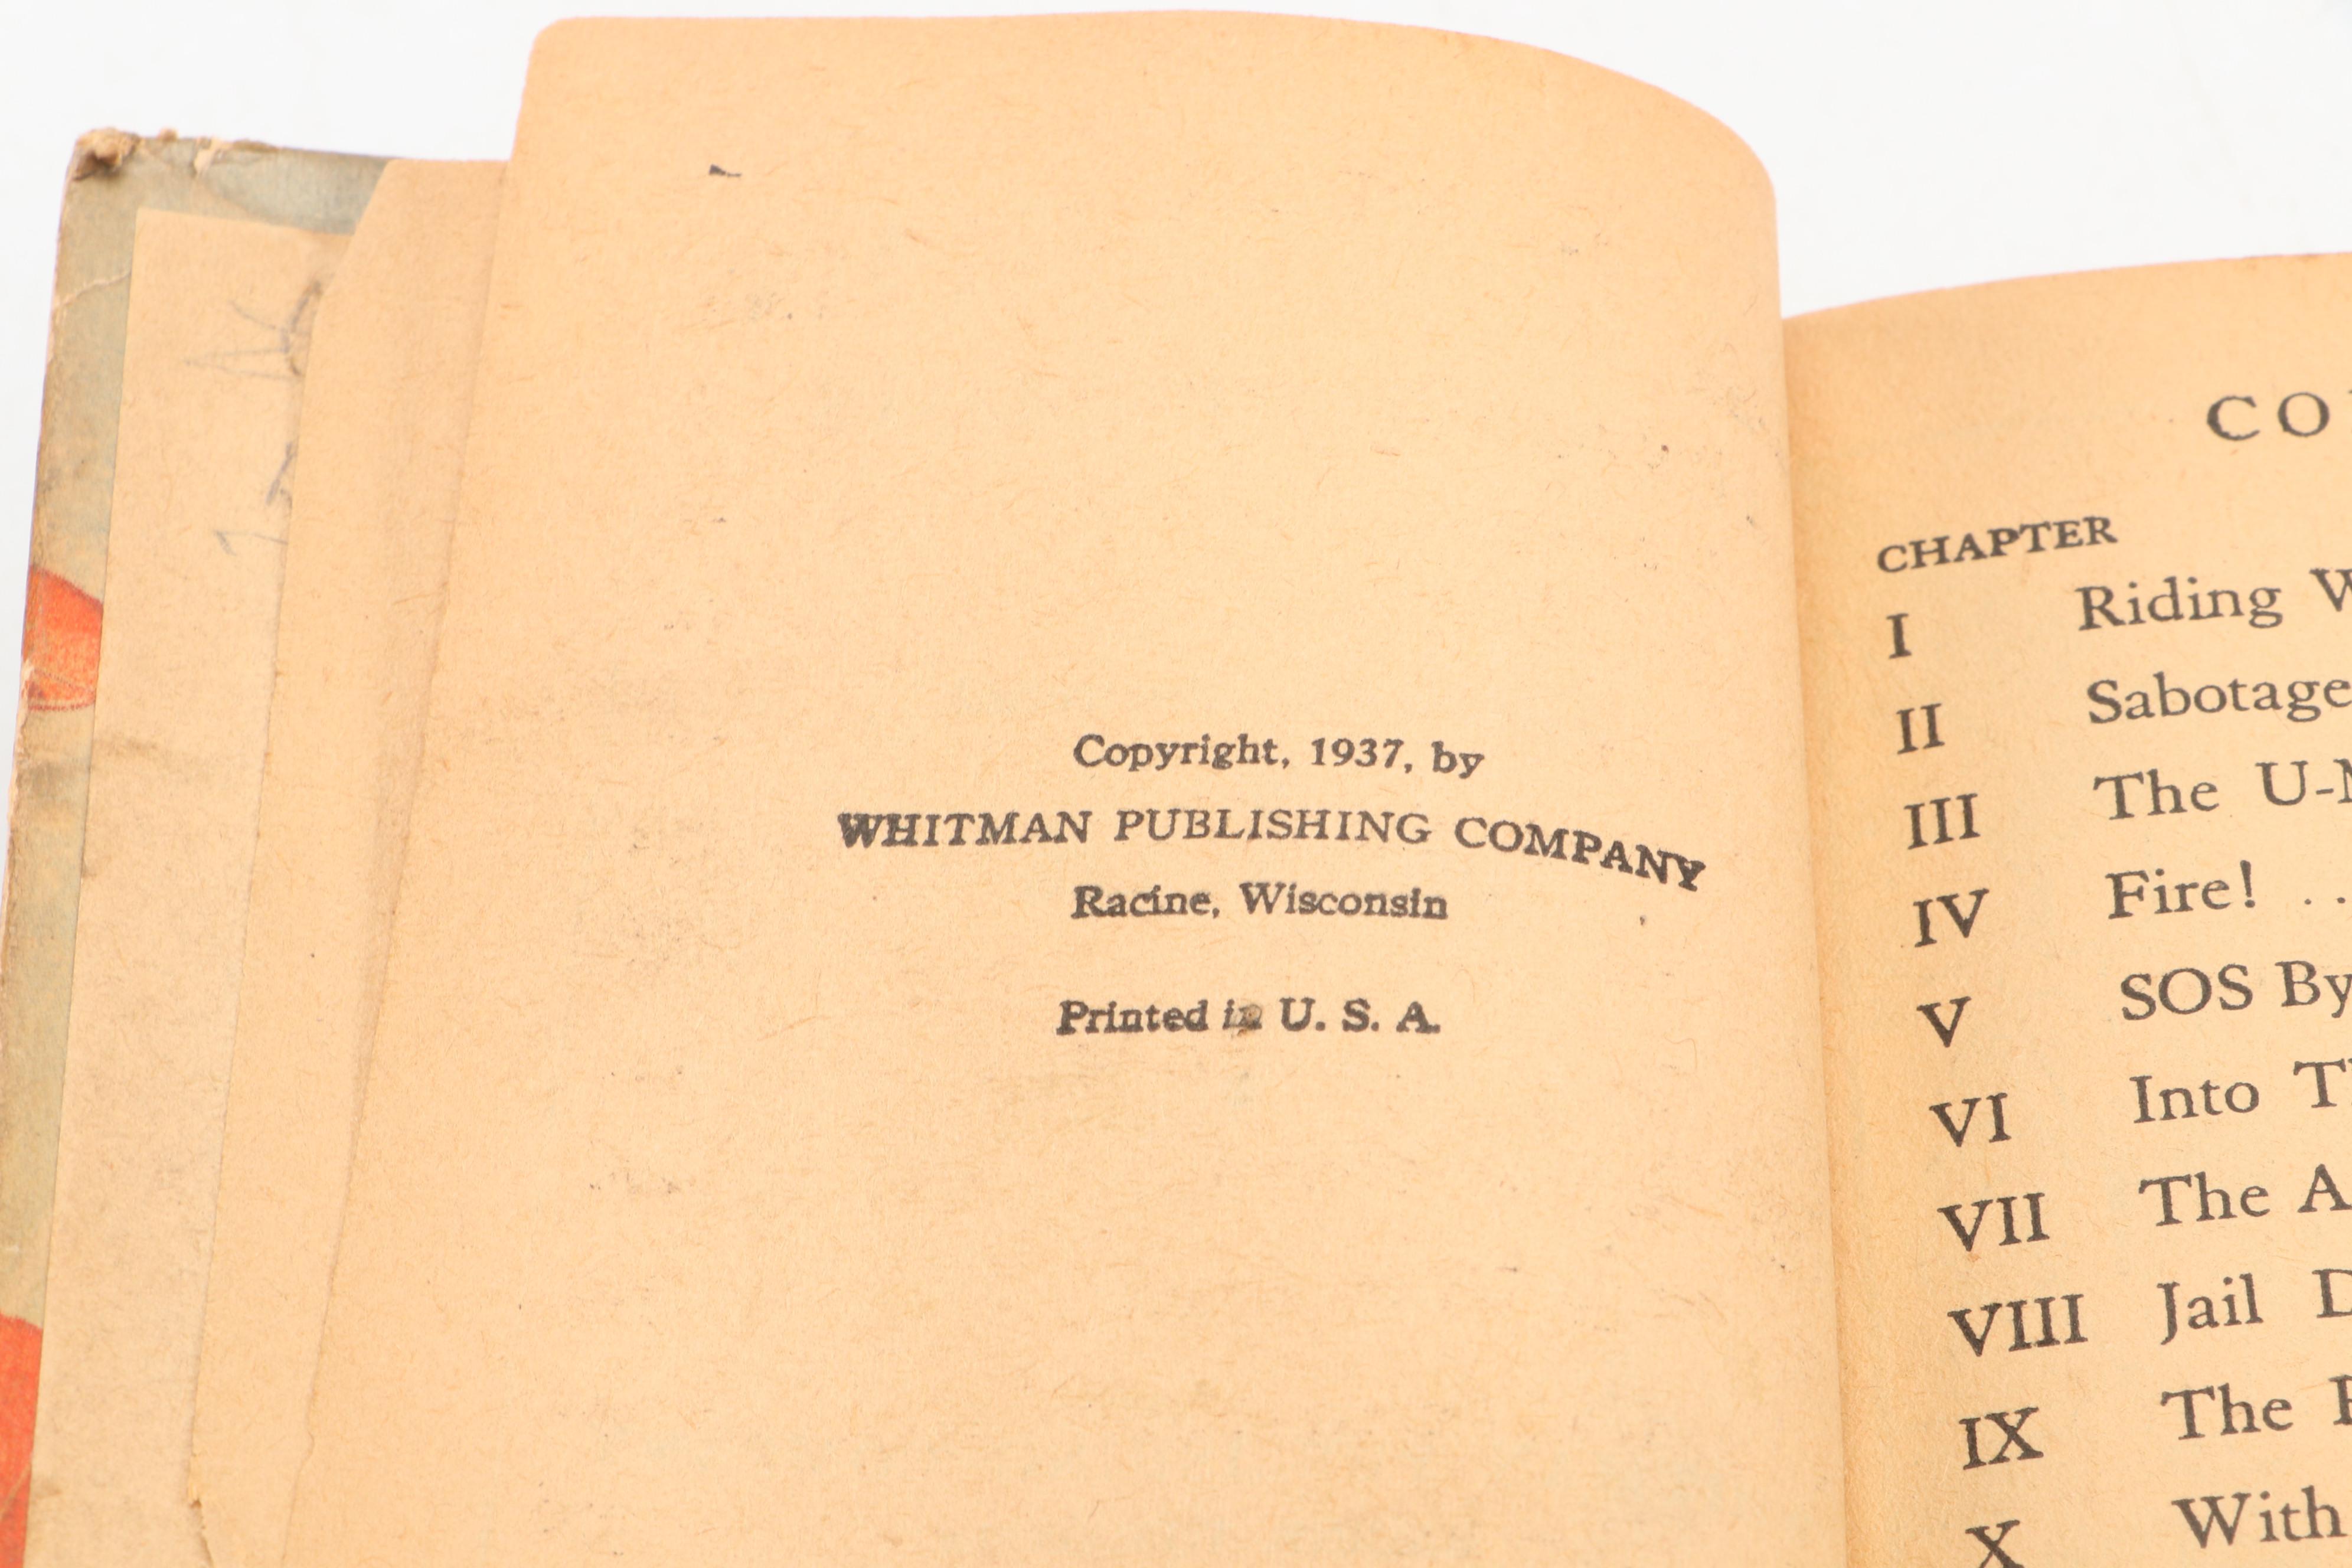 Copyright, 1937, by
WHITMAN PUBLISHING COMPANY
Racine, Wisconsin
Printed in U. S. A.
CHAPTER
I Riding
II Sabotage
III The
IV Fire! ..
V SOS By
VI Into
VII The
VIII Jail
IX The
X With